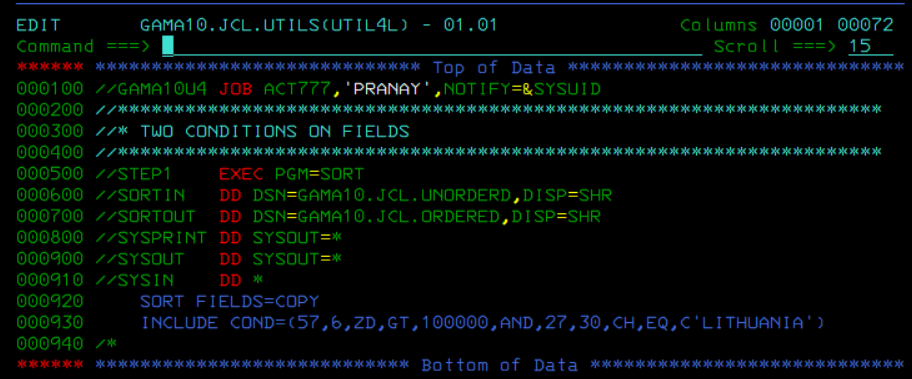 EDIT       GAMA10.JCL.UTILS(UTIL4L) - 01.01                Columns 00001 00072
Command ===>                                                  Scroll ===> 15
****** ***************************** Top of Data ******************************
000100 //GAMA10U4 JOB ACT777,'PRANAY',NOTIFY=&SYSUID
000200 //********************************************************************
000300 //* TWO CONDITIONS ON FIELDS
000400 //********************************************************************
000500 //STEP1    EXEC PGM=SORT
000600 //SORTIN   DD DSN=GAMA10.JCL.UNORDERD,DISP=SHR
000700 //SORTOUT  DD DSN=GAMA10.JCL.ORDERED,DISP=SHR
000800 //SYSPRINT DD SYSOUT=*
000900 //SYSOUT   DD SYSOUT=*
000910 //SYSIN    DD *
000920     SORT FIELDS=COPY
000930     INCLUDE COND=(57,6,ZD,GT,100000,AND,27,30,CH,EQ,C'LITHUANIA')
000940 /*
****** **************************** Bottom of Data ****************************